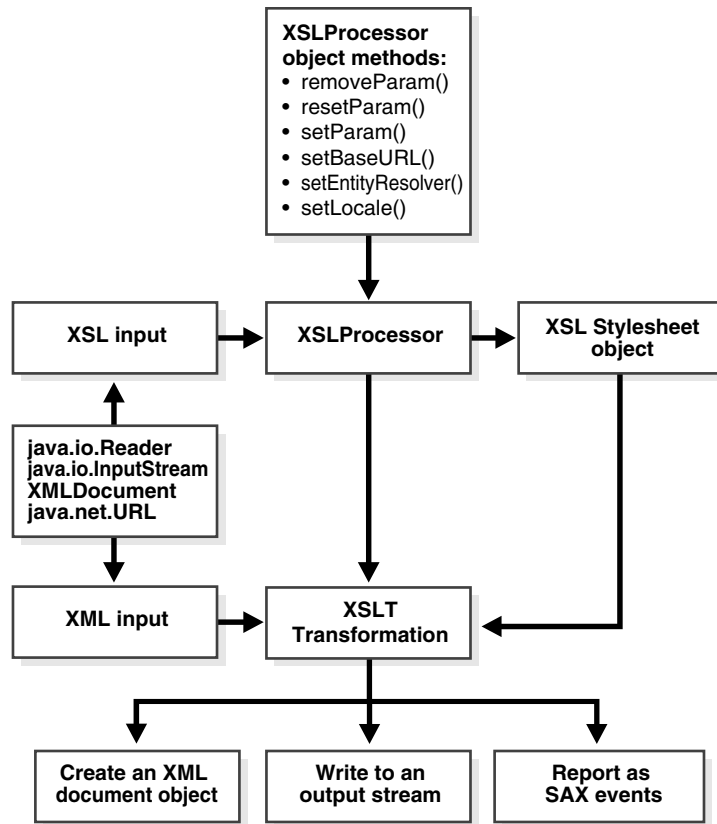 XSLProcessor
object methods:
• removeParam()
• resetParam()
• setParam()
• setBaseURL()
• setEntityResolver()
• setLocale()
XSL input
XSLProcessor
XSL Stylesheet
object
java.io.Reader
java.io.InputStream
XMLDocument
java.net.URL
XML input
XSLT
Transformation
Create an XML
document object
Write to an
output stream
Report as
SAX events